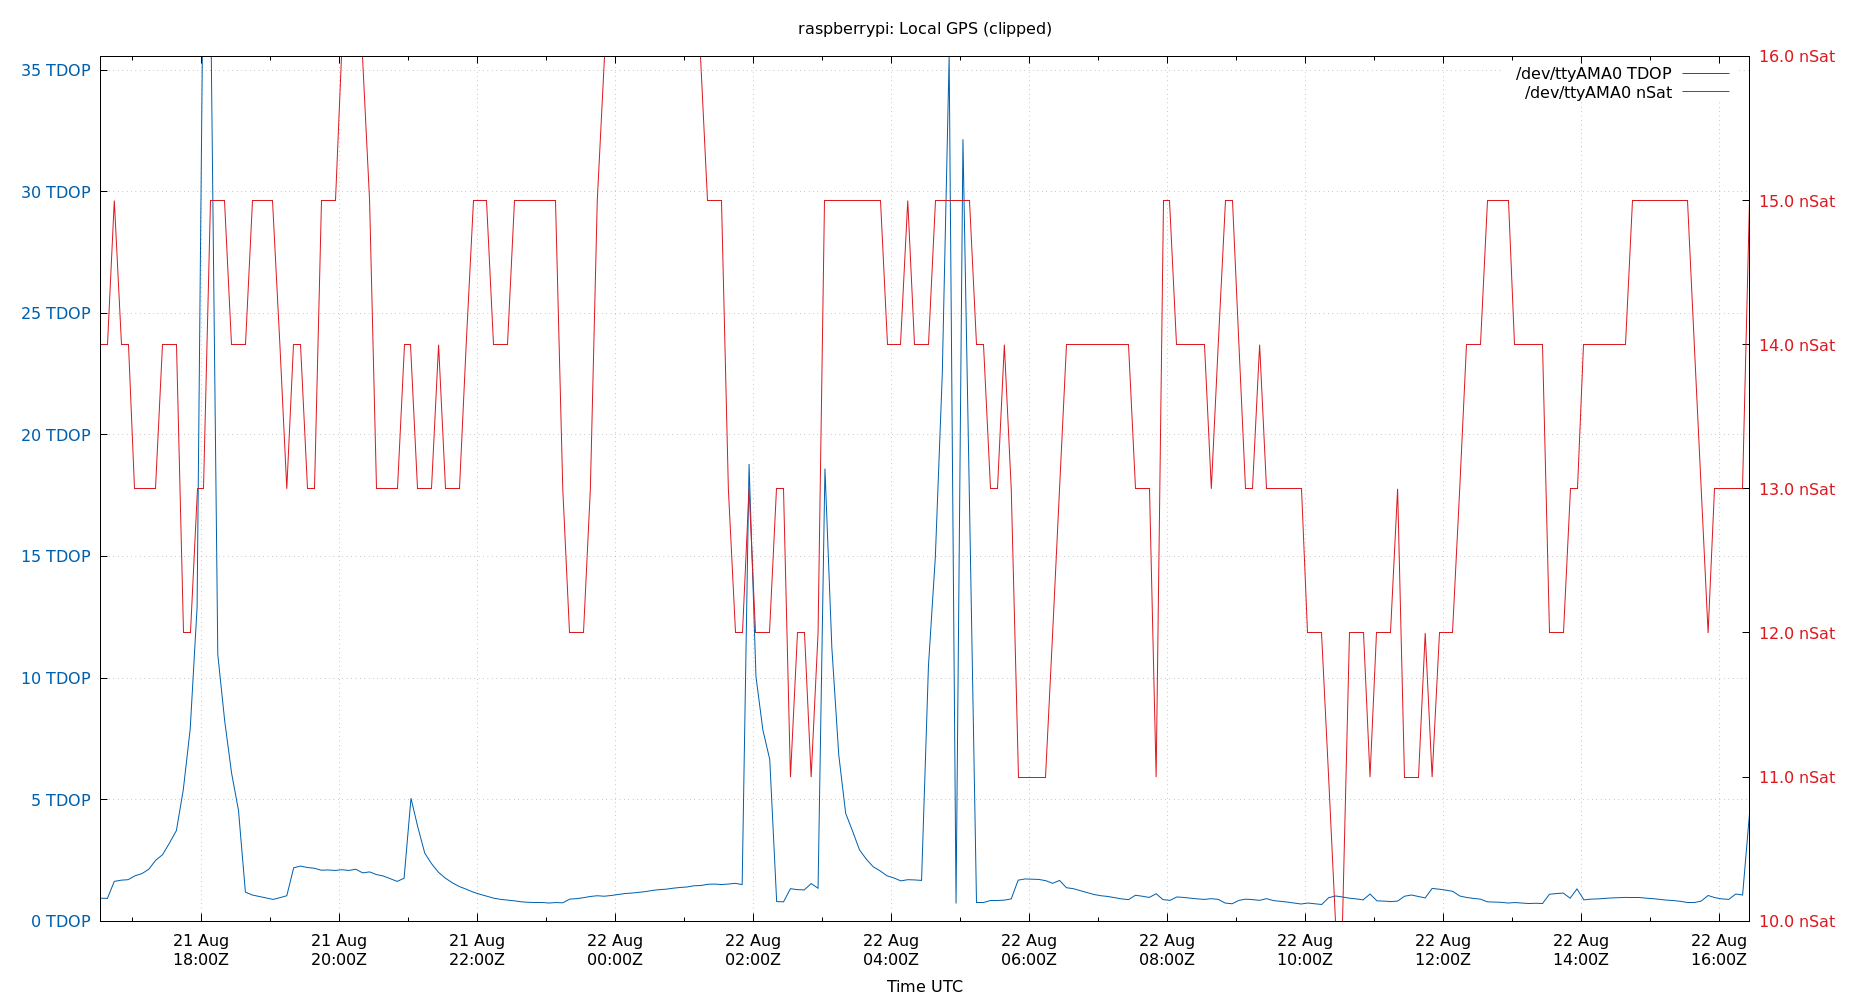 raspberrypi: Local GPS (clipped)
/dev/ttyAMA0 TDOP
/dev/ttyAMA0 nSat
35 TDOP
30 TDOP
25 TDOP
20 TDOP
15 TDOP
10 TDOP
5 TDOP
0 TDOP
16.0 nSat
15.0 nSat
14.0 nSat
13.0 nSat
12.0 nSat
11.0 nSat
10.0 nSat
21 Aug 21 Aug 21 Aug 22 Aug 22 Aug 22 Aug 22 Aug 22 Aug 22 Aug 22 Aug 22 Aug 22 Aug
18:00Z 20:00Z 22:00Z 00:00Z 02:00Z 04:00Z 06:00Z 08:00Z 10:00Z 12:00Z 14:00Z 16:00Z
Time UTC